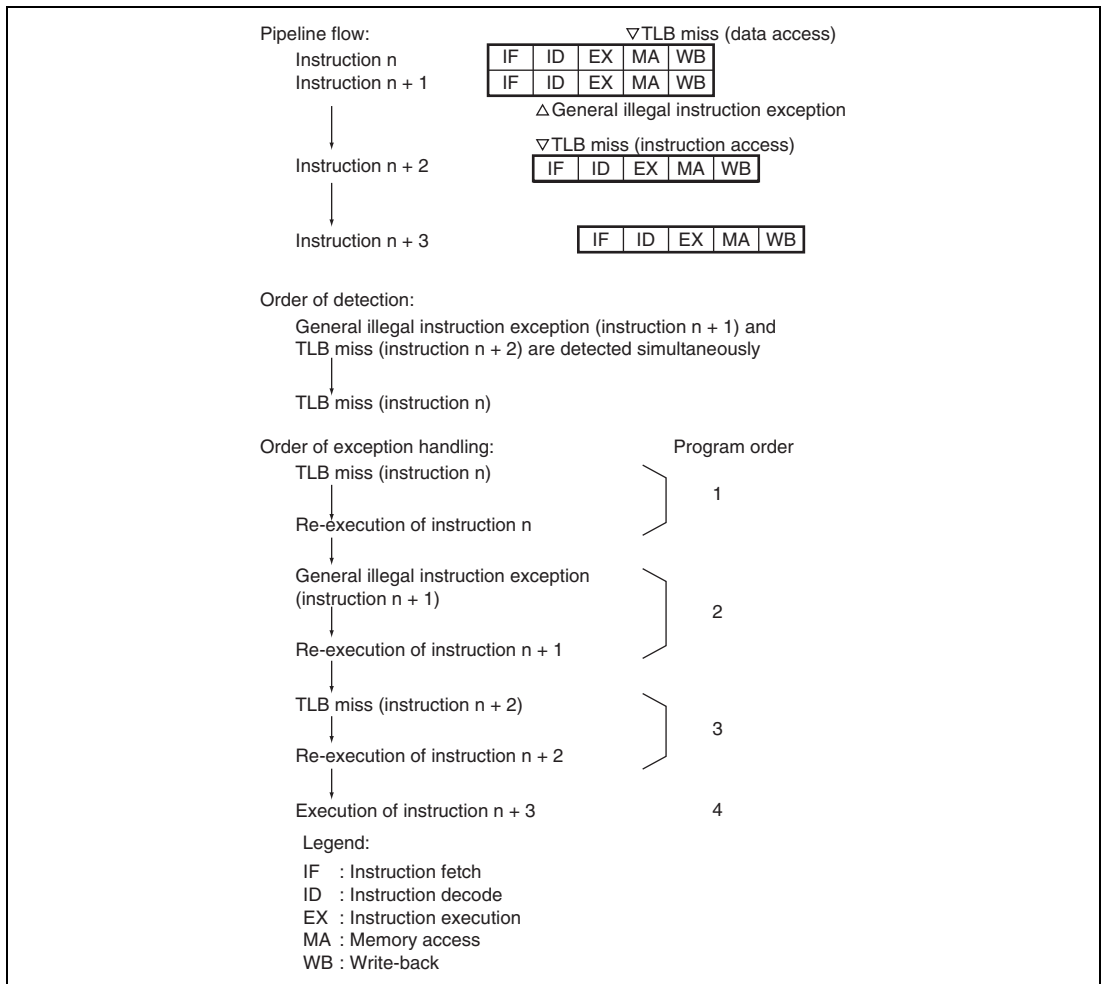 Pipeline flow:
▽TLB miss (data access)
Instruction n
IF ID EX MA WB
Instruction n + 1
IF ID EX MA WB
△General illegal instruction exception
▽TLB miss (instruction access)
Instruction n + 2
IF ID EX MA WB
Instruction n + 3
IF ID EX MA WB
Order of detection:
General illegal instruction exception (instruction n + 1) and
TLB miss (instruction n + 2) are detected simultaneously
TLB miss (instruction n)
Order of exception handling:
Program order
TLB miss (instruction n)
1
Re-execution of instruction n
General illegal instruction exception
(instruction n + 1)
2
Re-execution of instruction n + 1
TLB miss (instruction n + 2)
3
Re-execution of instruction n + 2
Execution of instruction n + 3
4
Legend:
IF : Instruction fetch
ID : Instruction decode
EX : Instruction execution
MA : Memory access
WB : Write-back